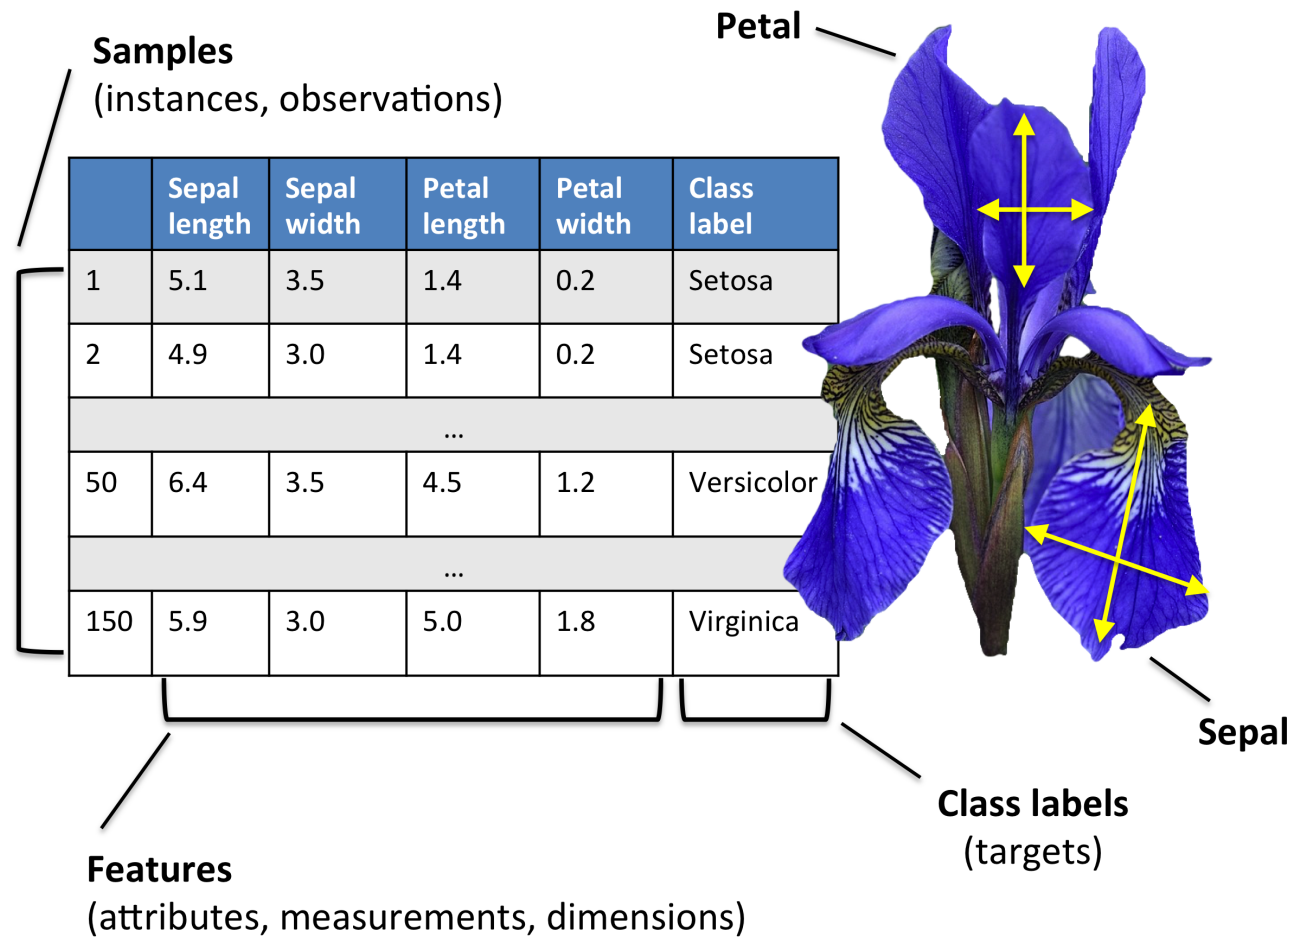 Petal
Samples
(instances, observations)
Sepal length Sepal width Petal length Petal width Class label
1 5.1 3.5 1.4 0.2 Setosa
2 4.9 3.0 1.4 0.2 Setosa
...
50 6.4 3.5 4.5 1.2 Versicolor
...
150 5.9 3.0 5.0 1.8 Virginica
Sepal
Class labels
(targets)
Features
(attributes, measurements, dimensions)